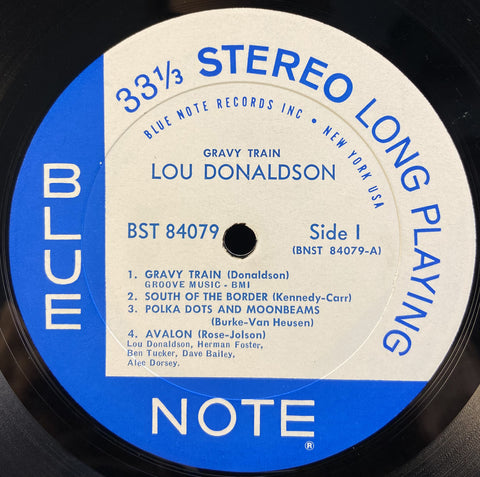 33⅓ STEREO LONG PLAYING
BLUE NOTE RECORDS INC • NEW YORK USA
GRAVY TRAIN
LOU DONALDSON
BST 84079
Side 1
(BNST 84079-A)
1. GRAVY TRAIN (Donaldson)
GROOVE MUSIC - BMI
2. SOUTH OF THE BORDER (Kennedy-Carr)
3. POLKA DOTS AND MOONBEAMS
(Burke-Van Heusen)
4. AVALON (Rose-Jolson)
Lou Donaldson, Herman Foster,
Ben Tucker, Dave Bailey,
Alec Dorsey.
BLUE
NOTE®